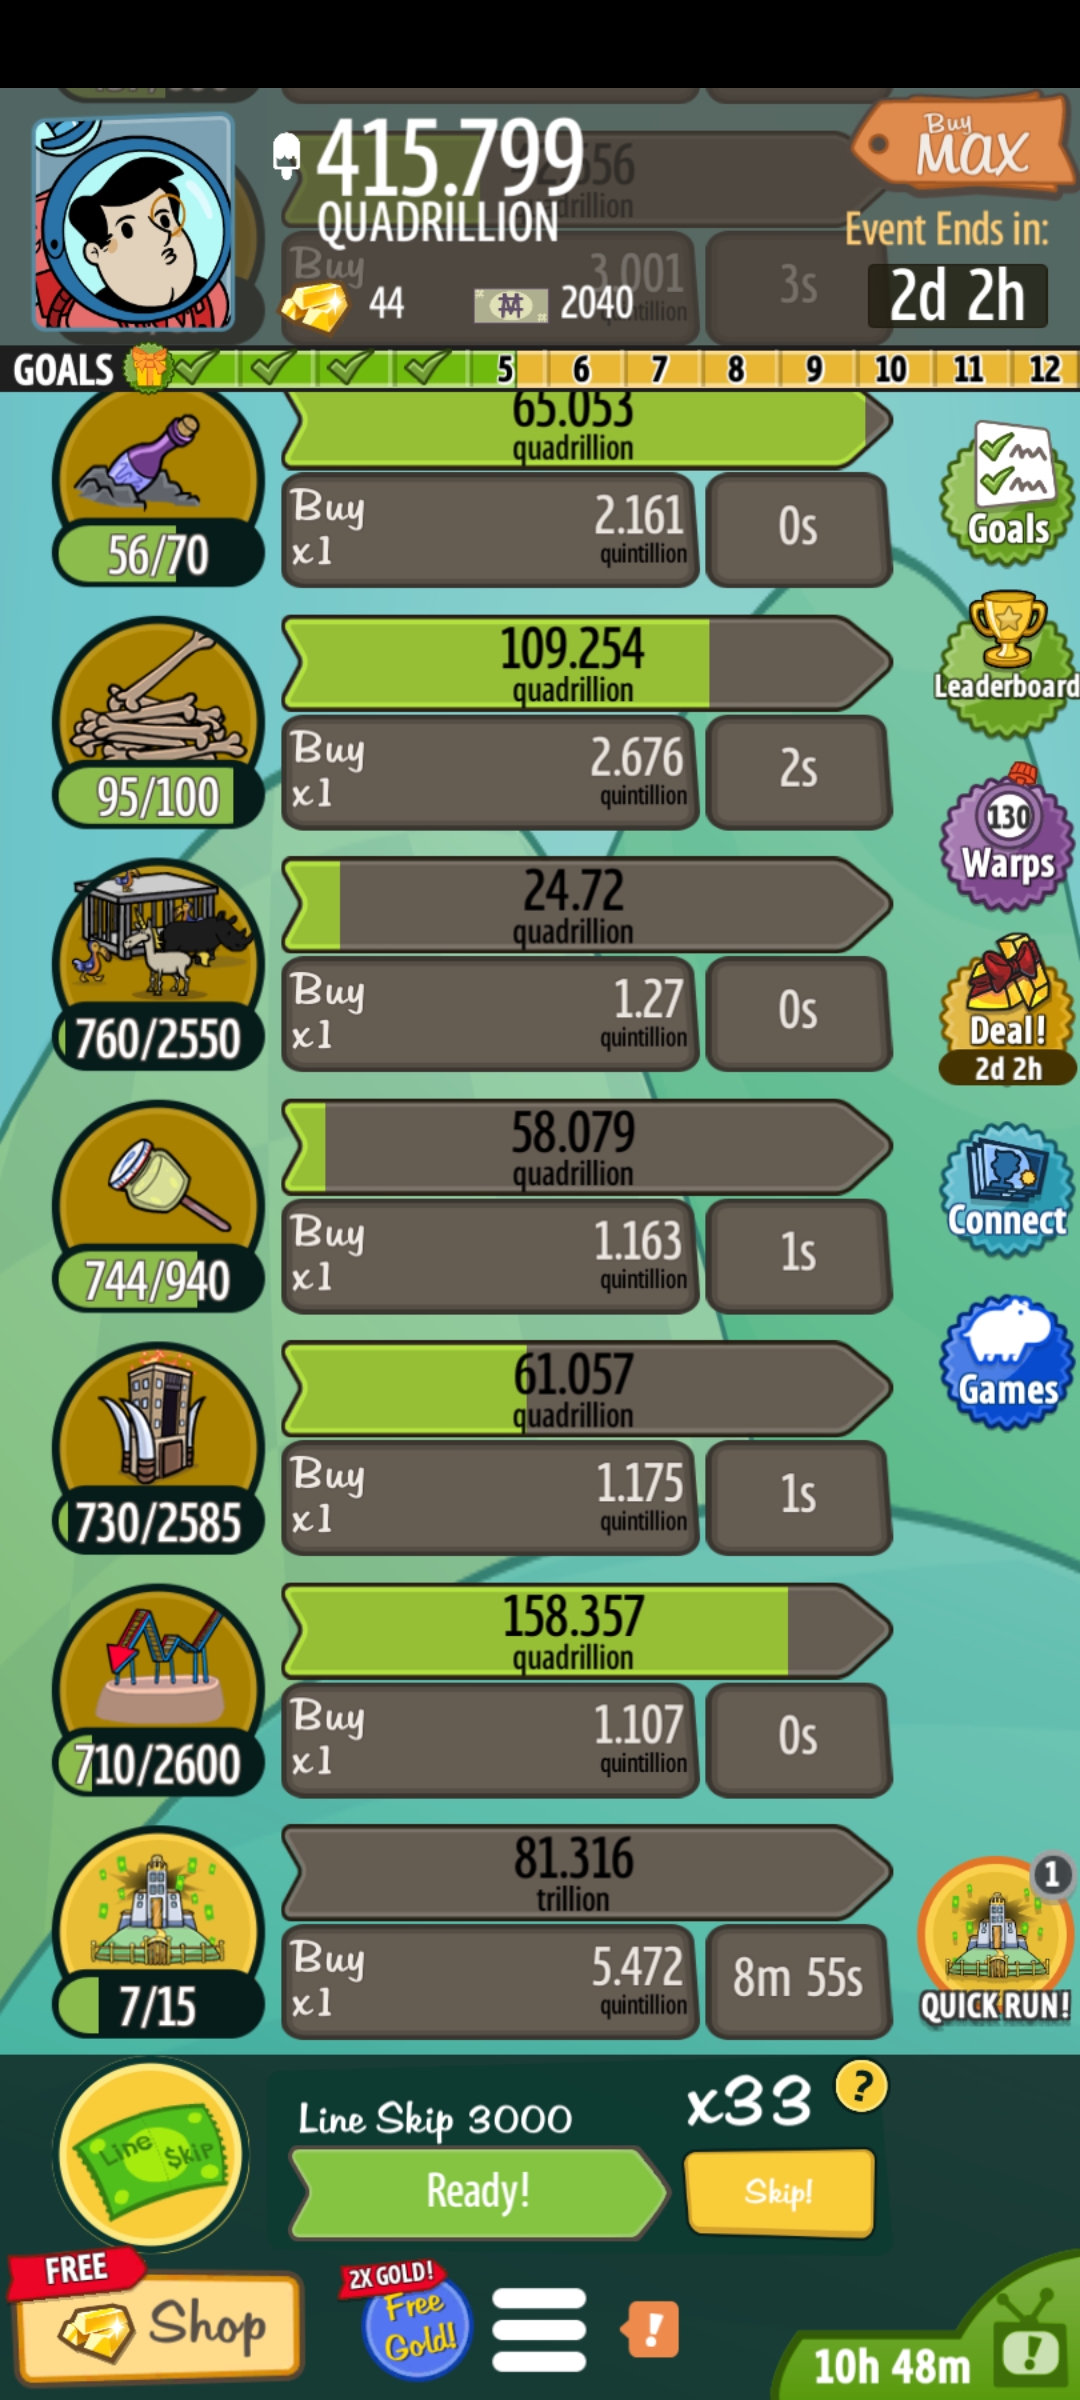 415.799
QUADRILLION
Buy
MAX
Event Ends in:
2d 2h
44
2040
Buy
3.001
3s
GOALS
5 6 7 8 9 10 11 12
65.053
quadrillion
56/70
Buy
x1
2.161
quintillion
0s
Goals
109.254
quadrillion
95/100
Buy
x1
2.676
quintillion
2s
Leaderboard
130
Warps
24.72
quadrillion
760/2550
Buy
x1
1.27
quintillion
0s
Deal!
2d 2h
58.079
quadrillion
744/940
Buy
x1
1.163
quintillion
1s
Connect
61.057
quadrillion
730/2585
Buy
x1
1.175
quintillion
1s
Games
158.357
quadrillion
710/2600
Buy
x1
1.107
quintillion
0s
81.316
trillion
7/15
Buy
x1
5.472
quintillion
8m 55s
1
QUICK RUN!
Line $kip
Line Skip 3000
x33
?
Ready!
Skip!
FREE
Shop
2X GOLD!
Free
Gold!
!
10h 48m
!